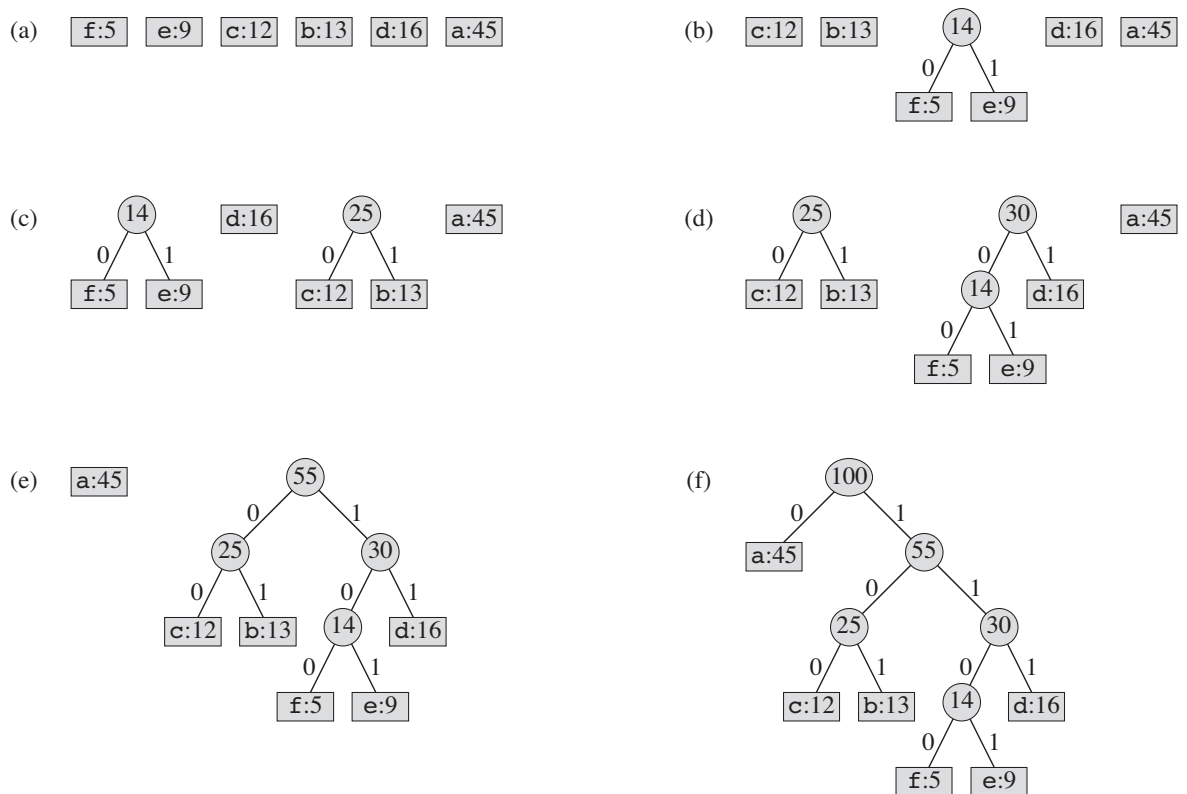 (a) f:5 e:9 c:12 b:13 d:16 a:45
(b) c:12 b:13 14 d:16 a:45
0 1
f:5 e:9
(c) 14 d:16 25 a:45
0 1 0 1
f:5 e:9 c:12 b:13
(d) 25 30 a:45
0 1 0 1
c:12 b:13 14 d:16
0 1
f:5 e:9
(e) a:45 55
0 1
25 30
0 1 0 1
c:12 b:13 14 d:16
0 1
f:5 e:9
(f) 100
0 1
a:45 55
0 1
25 30
0 1 0 1
c:12 b:13 14 d:16
0 1
f:5 e:9